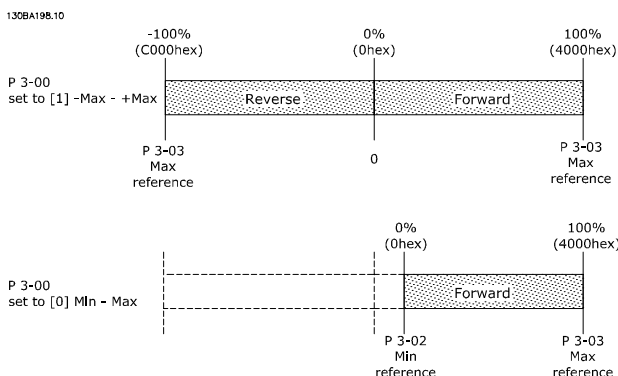 130BA198.10
-100%
(C000hex)
0%
(0hex)
100%
(4000hex)
P 3-00
set to [1] -Max - +Max
Reverse
Forward
P 3-03
Max
reference
0
P 3-03
Max
reference
0%
(0hex)
100%
(4000hex)
P 3-00
set to [0] MIn - Max
Forward
P 3-02
Min
reference
P 3-03
Max
reference